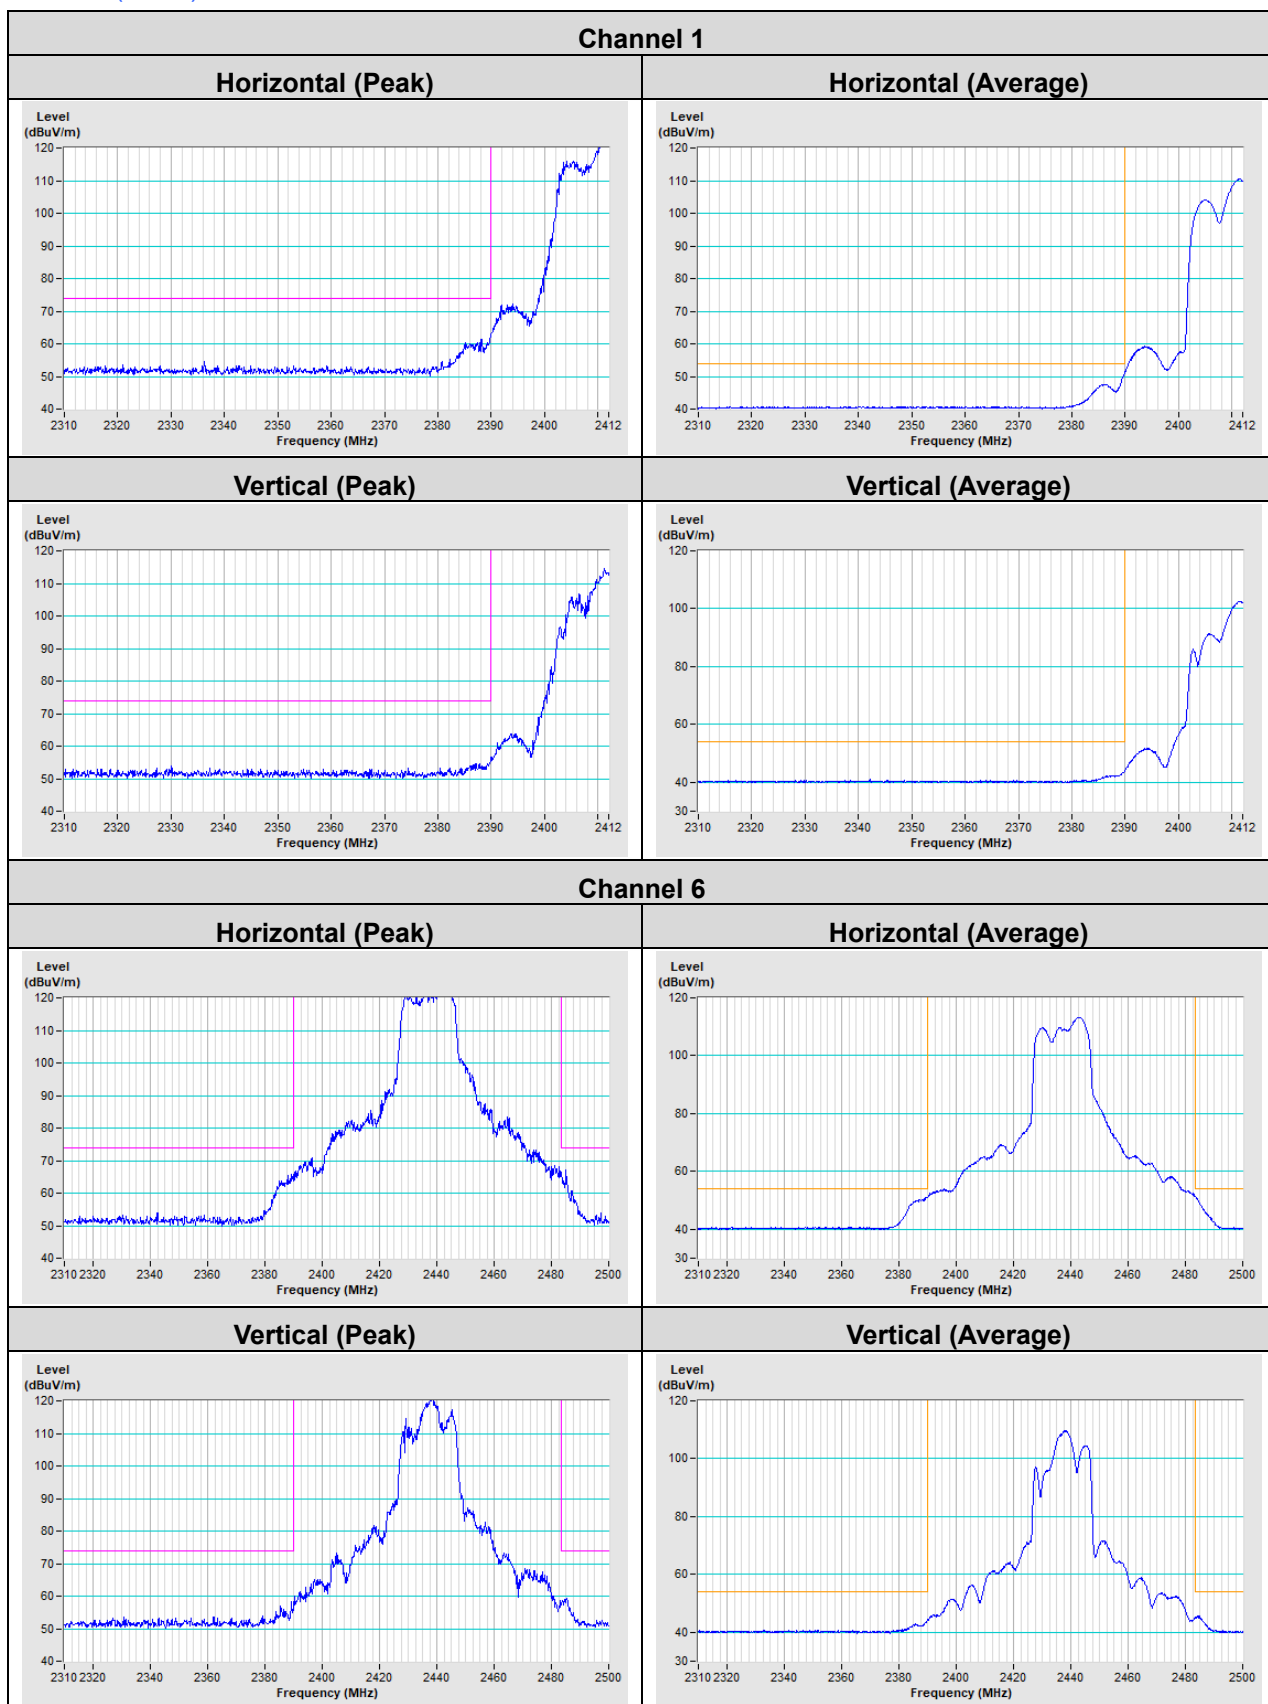 Channel 1
Horizontal (Peak) Horizontal (Average)
Level Level
(dBuV/m) (dBuV/m)
120 120
110 110
100 100
90 90
80 80
70 70
60 60
50 50
40 40
2310 2320 2330 2340 2350 2360 2370 2380 2390 2400 2412 2310 2320 2330 2340 2350 2360 2370 2380 2390 2400 2412
Frequency (MHz) Frequency (MHz)
Vertical (Peak) Vertical (Average)
Level Level
(dBuV/m) (dBuV/m)
120 120
110
100 100
90
80 80
70
60 60
50
40 40
30
2310 2320 2330 2340 2350 2360 2370 2380 2390 2400 2412 2310 2320 2330 2340 2350 2360 2370 2380 2390 2400 2412
Frequency (MHz) Frequency (MHz)
Channel 6
Horizontal (Peak) Horizontal (Average)
Level Level
(dBuV/m) (dBuV/m)
120 120
110
100 100
90
80 80
70
60 60
50
40 40
30
2310 2320 2340 2360 2380 2400 2420 2440 2460 2480 2500 2310 2320 2340 2360 2380 2400 2420 2440 2460 2480 2500
Frequency (MHz) Frequency (MHz)
Vertical (Peak) Vertical (Average)
Level Level
(dBuV/m) (dBuV/m)
120 120
110
100 100
90
80 80
70
60 60
50
40 40
30
2310 2320 2340 2360 2380 2400 2420 2440 2460 2480 2500 2310 2320 2340 2360 2380 2400 2420 2440 2460 2480 2500
Frequency (MHz) Frequency (MHz)